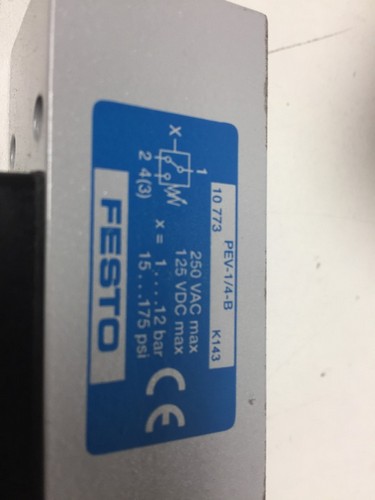 PEV-1/4-B
10 773 K143
1
X
2 4(3)
250 VAC max
125 VDC max
x = 1....12 bar
15...175 psi
FESTO
CE